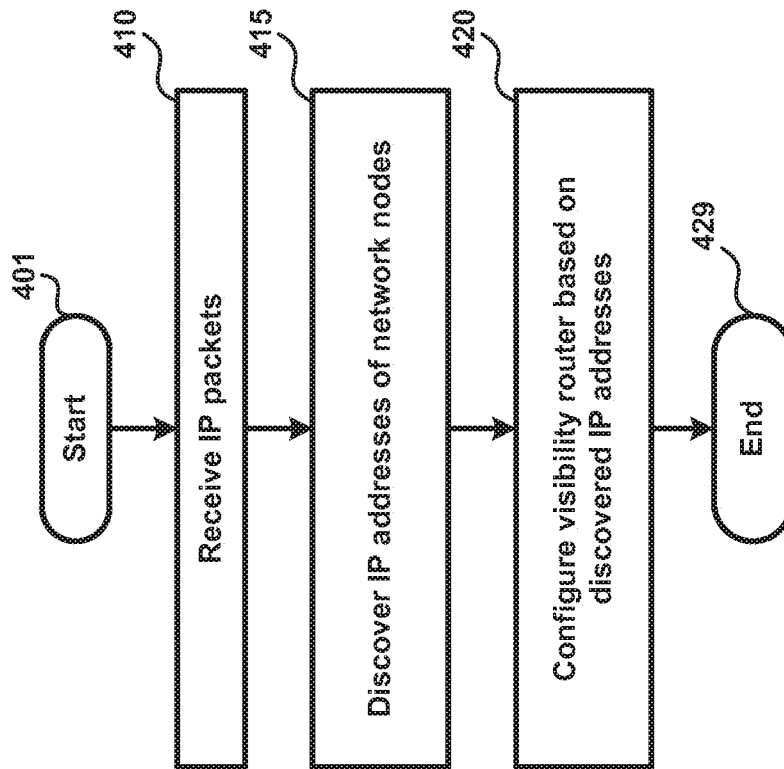 401
Start
410
Receive IP packets
415
Discover IP addresses of network nodes
420
Configure visibility router based on
discovered IP addresses
429
End